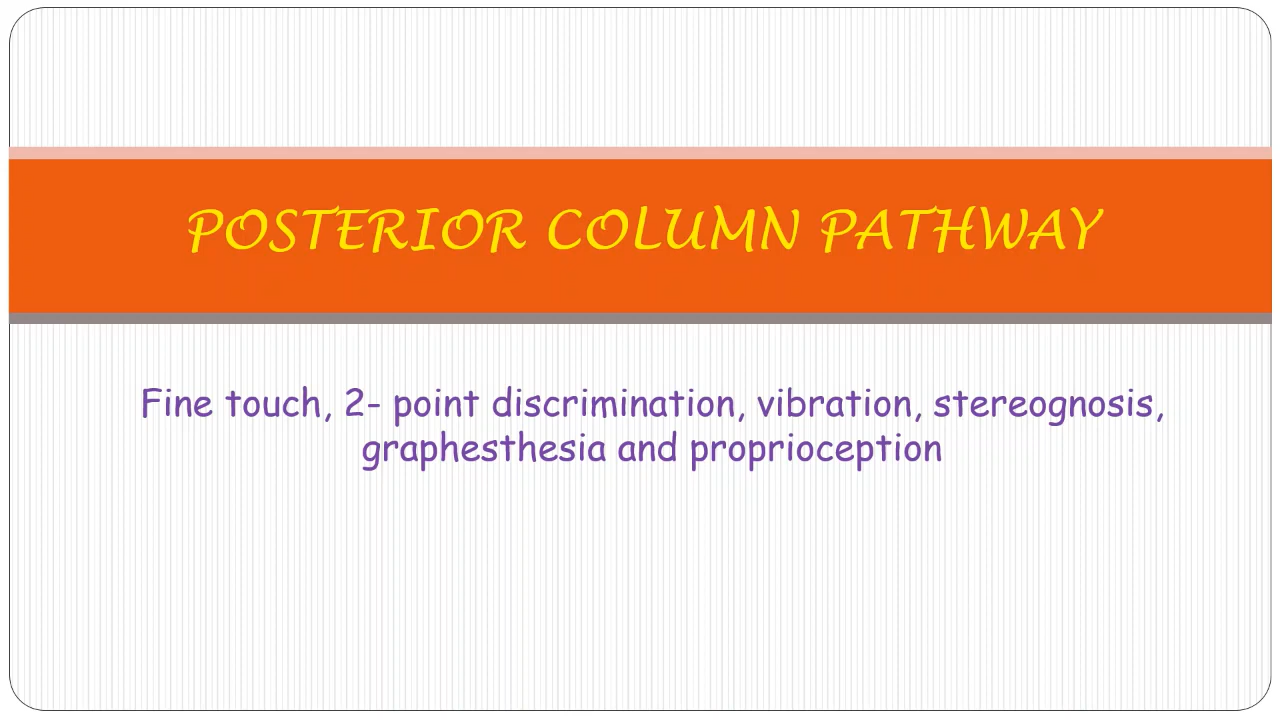 POSTERIOR COLUMN PATHWAY
Fine touch, 2- point discrimination, vibration, stereognosis,
graphesthesia and proprioception